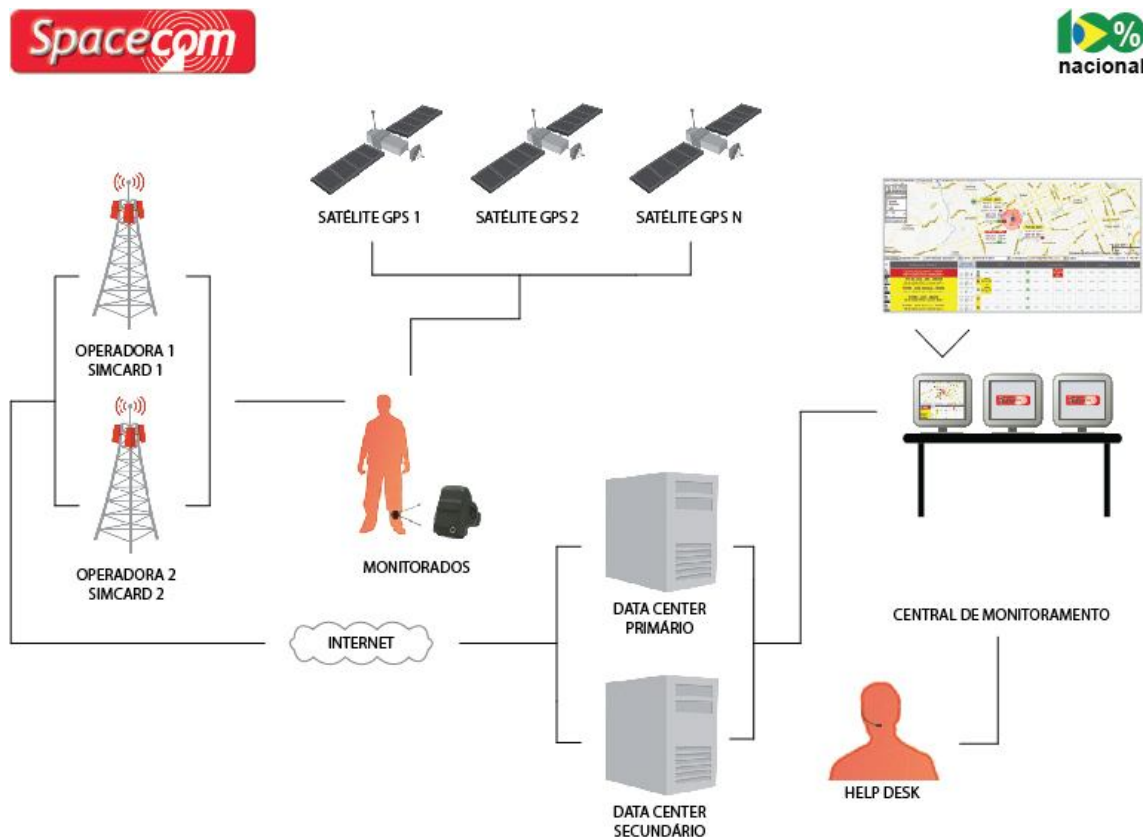 Spacecom
100%
nacional
SATÉLITE GPS 1
SATÉLITE GPS 2
SATÉLITE GPS N
OPERADORA 1
SIMCARD 1
OPERADORA 2
SIMCARD 2
MONITORADOS
INTERNET
DATA CENTER
PRIMÁRIO
DATA CENTER
SECUNDÁRIO
CENTRAL DE MONITORAMENTO
HELP DESK